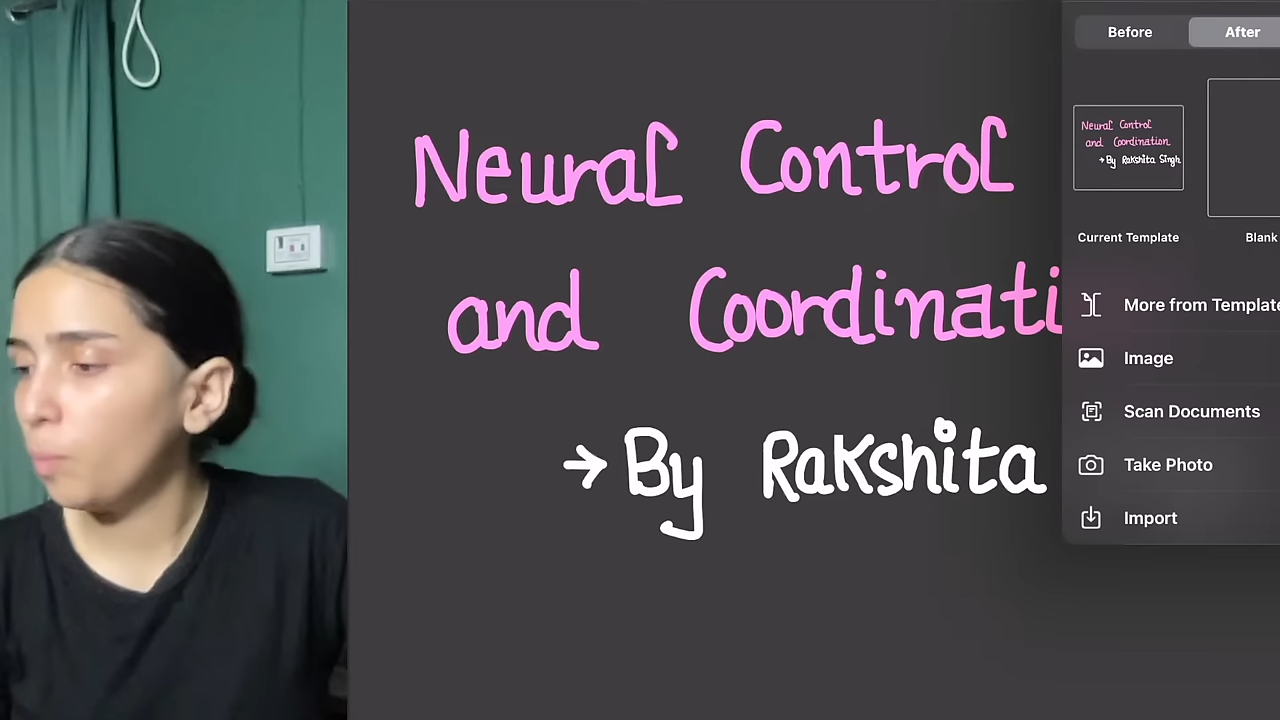 Neural Control
and Coordinati
→ By Rakshita
Before After
Neural Control
and Coordination
→ By Rakshita Singh
Current Template Blank
More from Template
Image
Scan Documents
Take Photo
Import